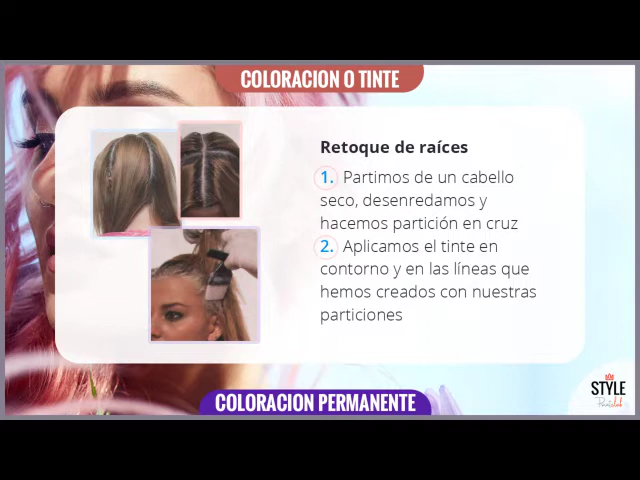 COLORACION O TINTE
Retoque de raíces
1. Partimos de un cabello
seco, desenredamos y
hacemos partición en cruz
2. Aplicamos el tinte en
contorno y en las líneas que
hemos creados con nuestras
particiones
COLORACION PERMANENTE
STYLE